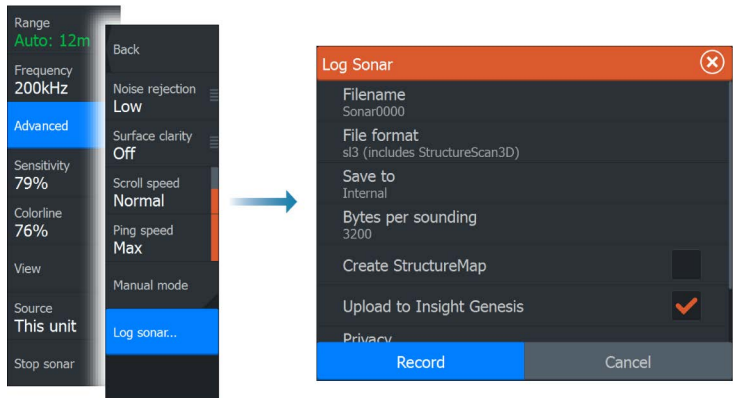 Range
Auto: 12m
Frequency
200kHz
Advanced
Sensitivity
79%
Colorline
76%
View
Source
This unit
Stop sonar
Back
Noise rejection
Low
Surface clarity
Off
Scroll speed
Normal
Ping speed
Max
Manual mode
Log sonar...
Log Sonar
Filename
Sonar0000
File format
sl3 (includes StructureScan3D)
Save to
Internal
Bytes per sounding
3200
Create StructureMap
Upload to Insight Genesis
Privacy
Record
Cancel